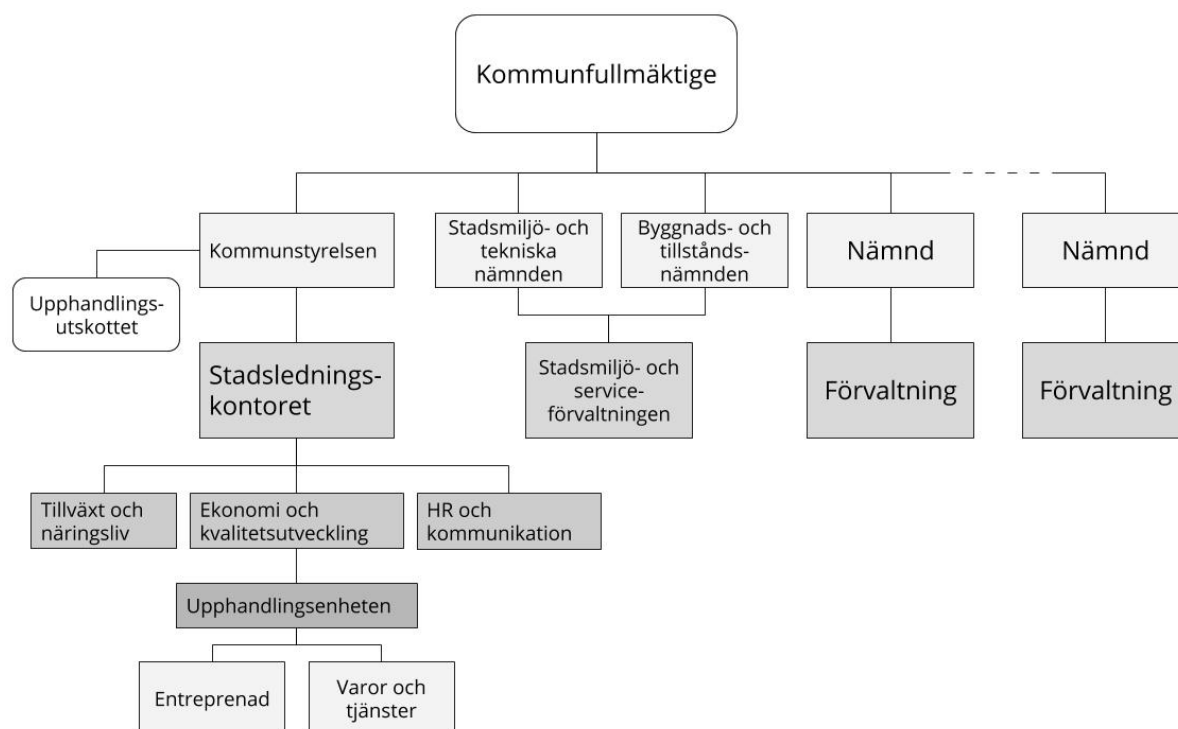 Kommunfullmäktige
Kommunstyrelsen
Stadsmiljö- och
tekniska
nämnden
Byggnads- och
tillstånds-
nämnden
Nämnd
Nämnd
Upphandlings-
utskottet
Stadslednings-
kontoret
Stadsmiljö- och
service-
förvaltningen
Förvaltning
Förvaltning
Tillväxt och
näringsliv
Ekonomi och
kvalitetsutveckling
HR och
kommunikation
Upphandlingsenheten
Entreprenad
Varor och
tjänster